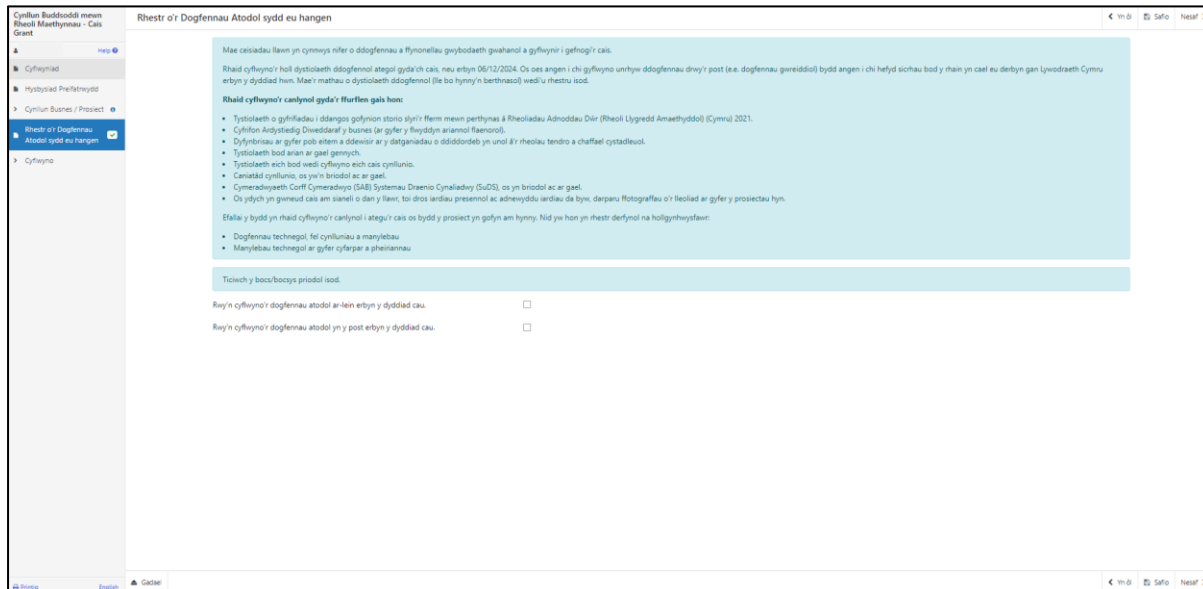 Cynllun Buddsoddi mewn
Rheoli Maethynnau - Cais
Grant
Help
Cyflwyniad
Hysbysiad Preifatrwydd
Cynllun Busnes / Prosiect
Rhestr o'r Dogfennau
Atodol sydd eu hangen
Cyflwyno
Printio English
Rhestr o'r Dogfennau Atodol sydd eu hangen
Yn ôl Safio Nesaf
Mae ceisiadau llawn yn cynnwys nifer o ddogfennau a ffynonellau gwybodaeth gwahanol a gyflwynir i gefnogi'r cais.
Rhaid cyflwyno'r holl dystiolaeth ddogfennol ategol gyda'ch cais, neu erbyn 06/12/2024. Os oes angen i chi gyflwyno unrhyw ddogfennau drwy'r post (e.e. dogfennau gwreiddiol) bydd angen i chi hefyd sicrhau bod y rhain yn cael eu derbyn gan Lywodraeth Cymru
erbyn y dyddiad hwn. Mae'r mathau o dystiolaeth ddogfennol (lle bo hynny'n berthnasol) wedi'u rhestru isod.
Rhaid cyflwyno'r canlynol gyda'r ffurflen gais hon:
• Tystiolaeth o gyfrifiadau i ddangos gofynion storio slyri'r fferm mewn perthynas â Rheoliadau Adnoddau Dŵr (Rheoli Llygredd Amaethyddol) (Cymru) 2021.
• Cyfrifon Ardystiedig Diweddaraf y busnes (ar gyfer y flwyddyn ariannol flaenorol).
• Dyfynbrisau ar gyfer pob eitem a ddewisir a'r datganiadau o ddiddordeb yn unol â'r rheolau tendro a chaffael cystadleuol.
• Tystiolaeth bod arian ar gael gennych.
• Tystiolaeth eich bod wedi cyflwyno eich cais cynllunio.
• Caniatâd cynllunio, os yw'n briodol ac ar gael.
• Cymeradwyaeth Corff Cymeradwyo (SAB) Systemau Draenio Cynaliadwy (SuDS), os yn briodol ac ar gael.
• Os ydych yn gwneud cais am sianeli o dan y llawr, toi dros iardiau presennol ac adnewyddu iardiau da byw, darparu ffotograffau o'r lleoliad ar gyfer y prosiectau hyn.
Efallai y bydd yn rhaid cyflwyno'r canlynol i ategu'r cais os bydd y prosiect yn gofyn am hynny. Nid yw hon yn rhestr derfynol na hollgynhwysfawr:
• Dogfennau technegol, fel cynlluniau a manylebau
• Manylebau technegol ar gyfer cyfarpar a pheiriannau
Ticiwch y bocs/bocsys priodol isod.
Rwy'n cyflwyno'r dogfennau atodol ar-lein erbyn y dyddiad cau.
Rwy'n cyflwyno'r dogfennau atodol yn y post erbyn y dyddiad cau.
Gadael
Yn ôl Safio Nesaf